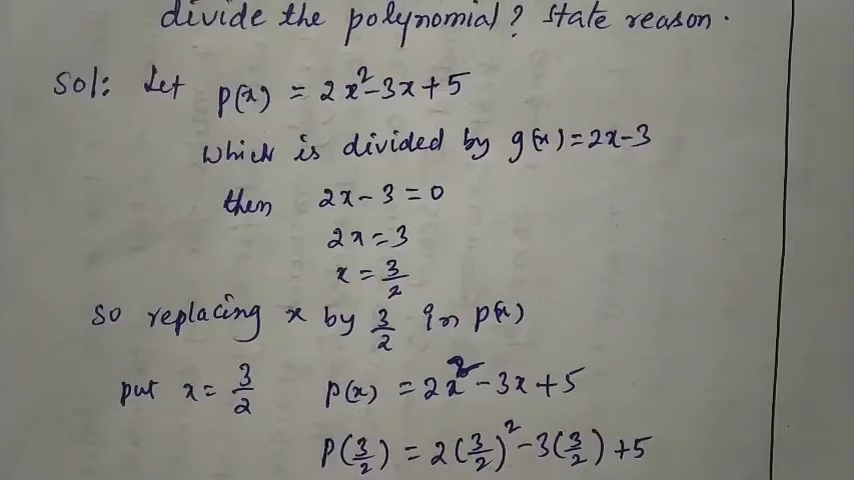 divide the polynomial? state reason.
Sol: Let p(x) = 2x²-3x+5
which is divided by g(x)=2x-3
then 2x-3=0
2x=3
x=3/2
so replacing x by 3/2 in p(x)
put x=3/2 p(x) = 2x²-3x+5
P(3/2) = 2(3/2)²-3(3/2)+5